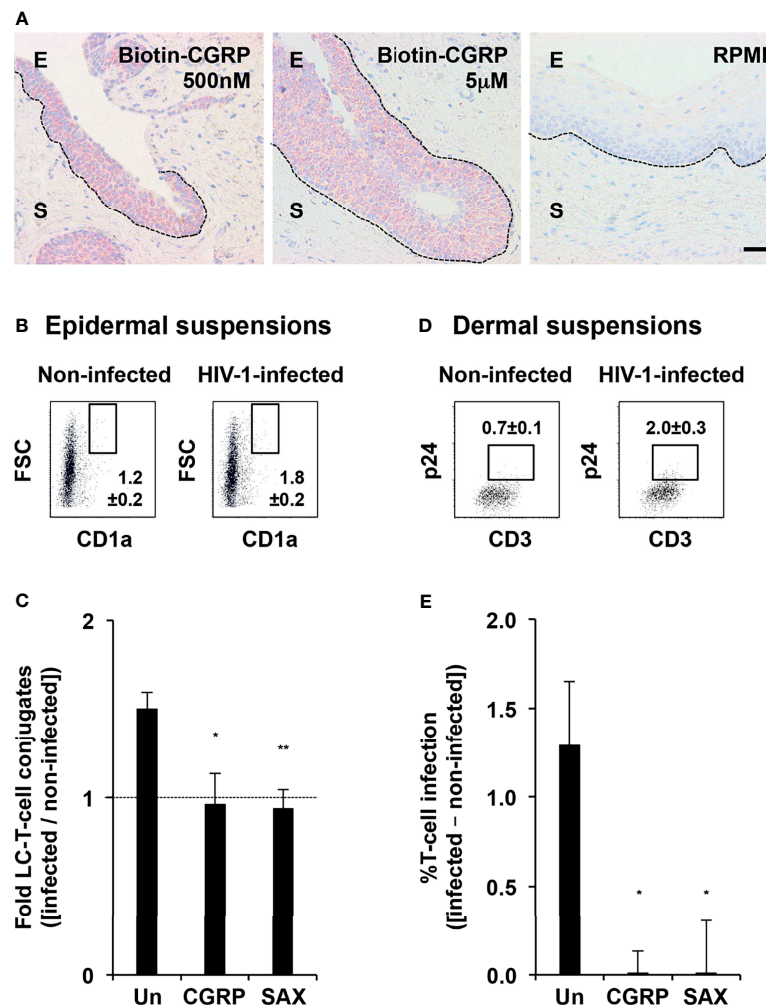 A
E
Biotin-CGRP
500nM
S
E
Biotin-CGRP
5μM
S
E
RPMI
S
B Epidermal suspensions
Non-infected
HIV-1-infected
FSC
1.2
±0.2
CD1a
FSC
1.8
±0.2
CD1a
D Dermal suspensions
Non-infected
HIV-1-infected
p24
0.7±0.1
CD3
p24
2.0±0.3
CD3
C
Fold LC-T-cell conjugates
([infected / non-infected])
2
1
0
*
**
Un CGRP SAX
E
%T-cell infection
([infected – non-infected])
2.0
1.5
1.0
0.5
0.0
*
*
Un CGRP SAX